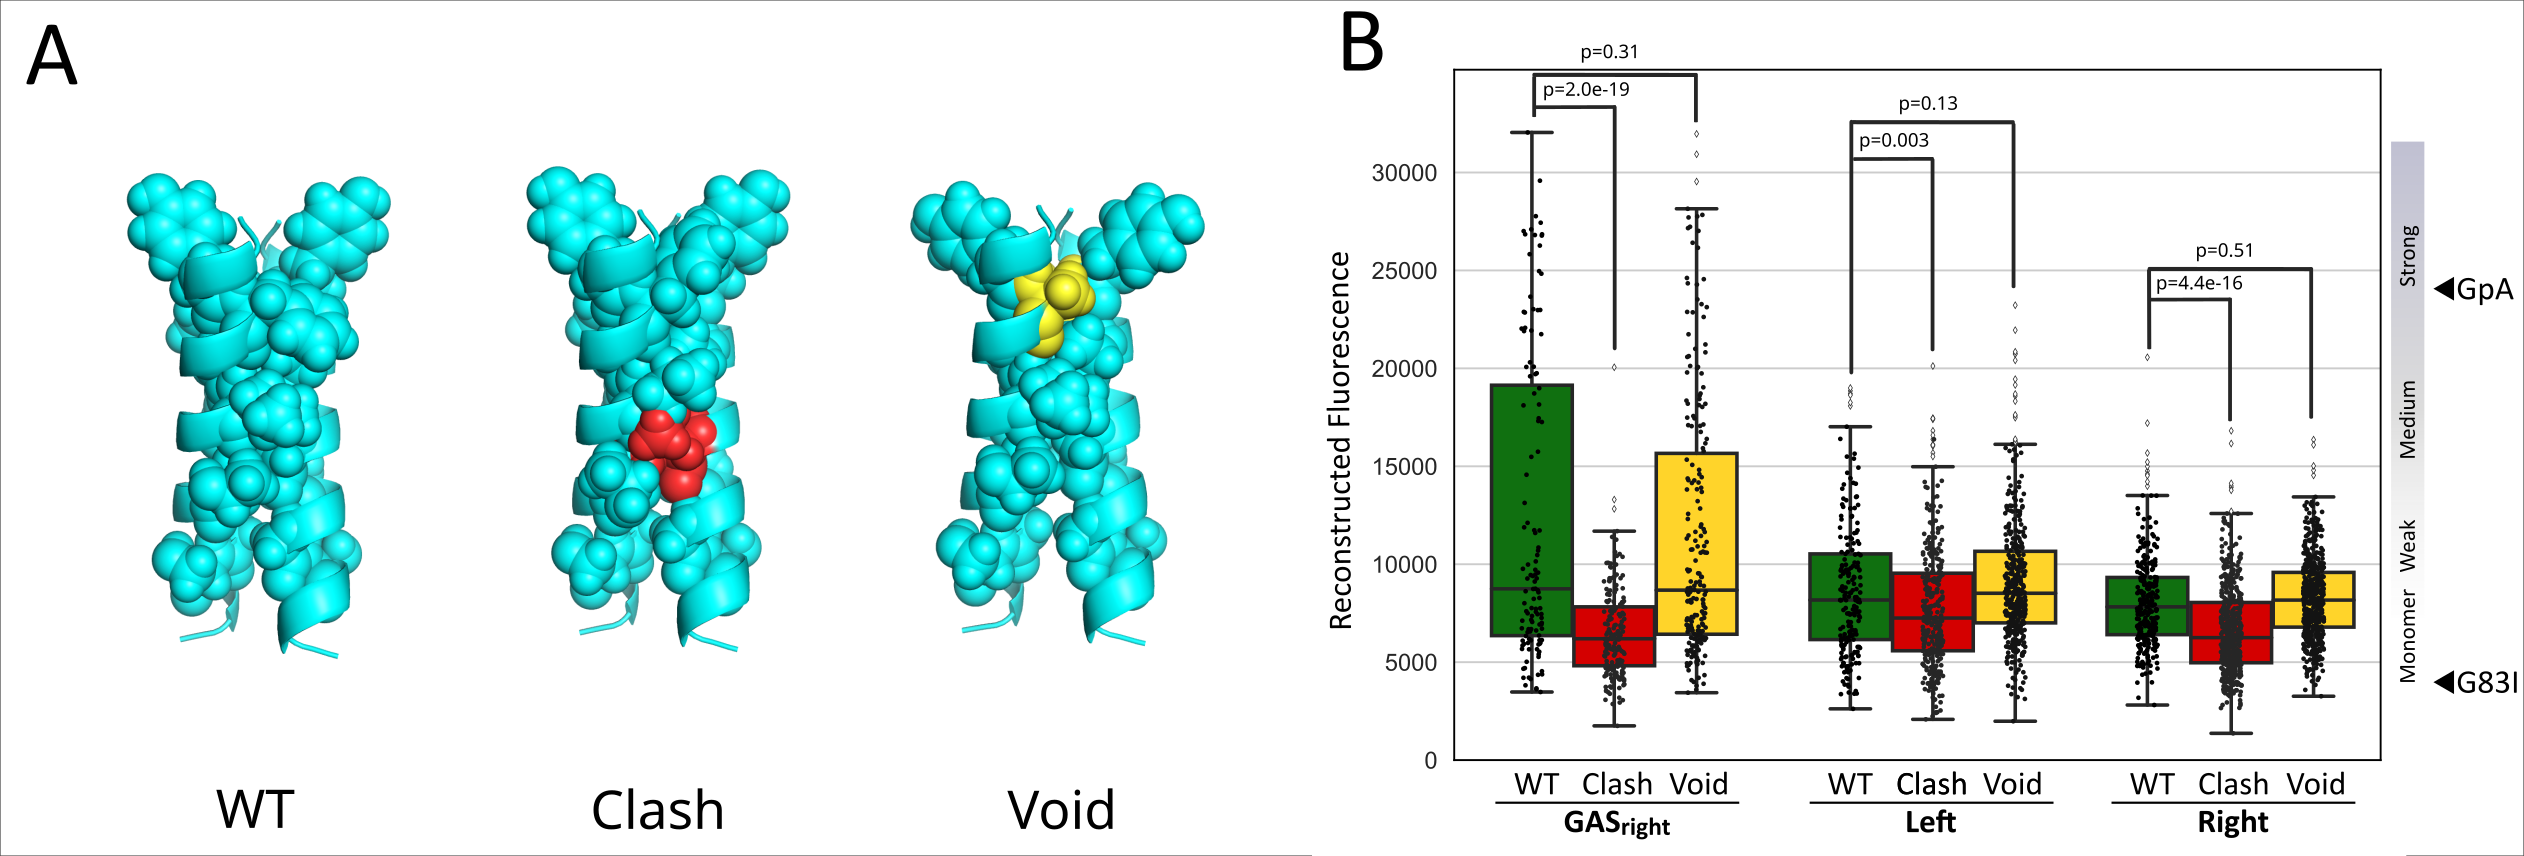 A
WT
Clash
Void
B
p=0.31
p=2.0e-19
p=0.13
p=0.003
p=0.51
p=4.4e-16
Reconstructed Fluorescence
30000
25000
20000
15000
10000
5000
0
WT Clash Void
WT Clash Void
WT Clash Void
GASright
Left
Right
Strong
Medium
Weak
Monomer
GpA
G83I